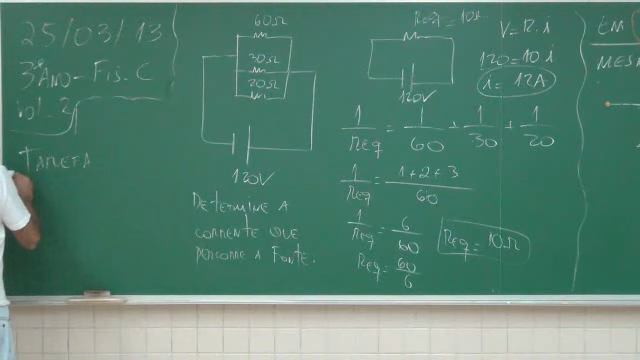 25/03/13
3º ANO - FIS. C
VOL. 3
TAREFA
60Ω
30Ω
20Ω
120V
DETERMINE A
CORRENTE QUE
PERCORRE A FONTE.
Req = 10Ω
120V
V = R.i
120 = 10 i
i = 12A
1/Req = 1/60 + 1/30 + 1/20
1/Req = 1+2+3/60
1/Req = 6/60
Req = 60/6
Req = 10Ω
EM
MESM